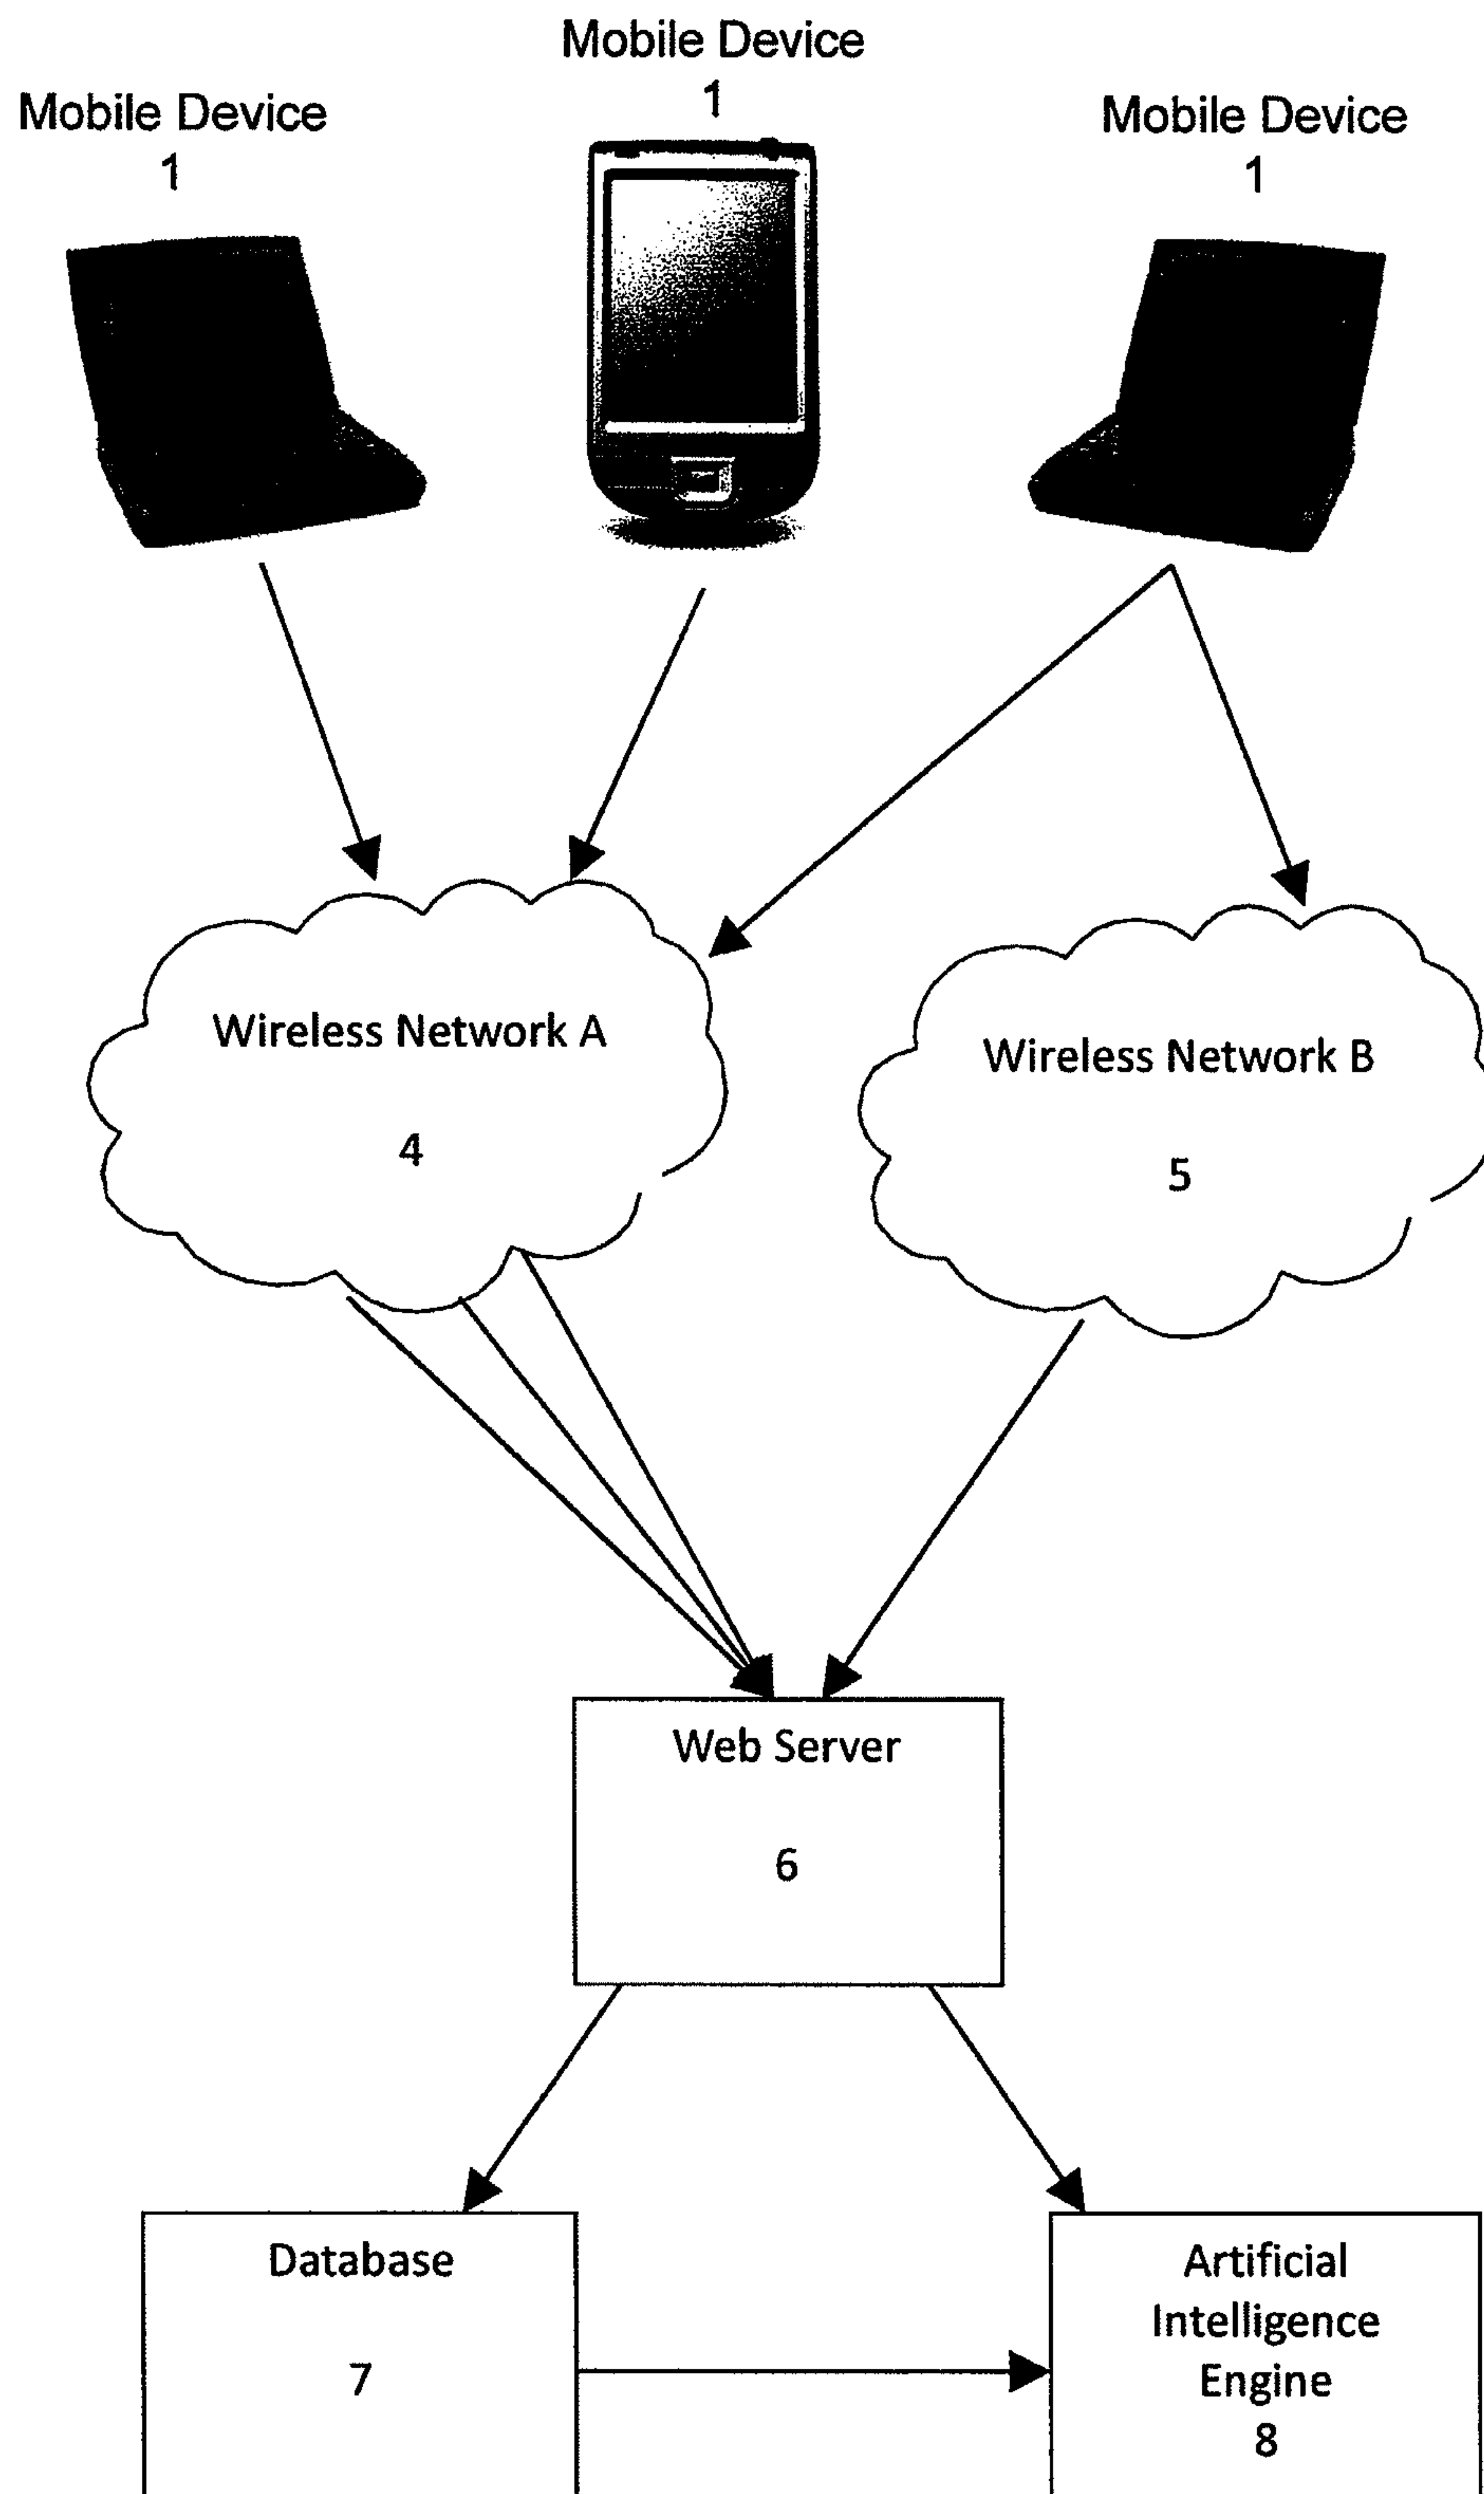 Mobile Device
1
Mobile Device
1
Mobile Device
1
Wireless Network A
4
Wireless Network B
5
Web Server
6
Database
7
Artificial
Intelligence
Engine
8